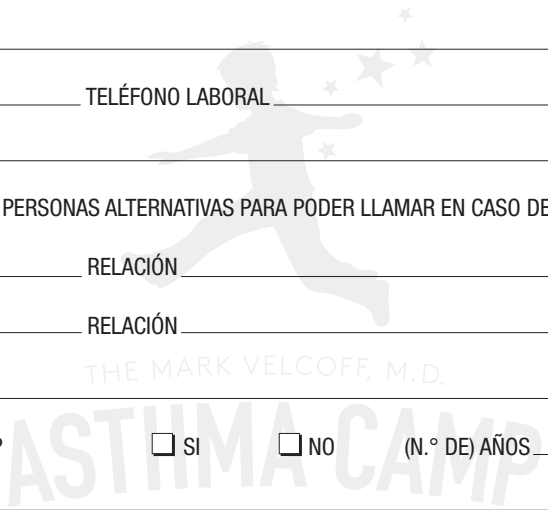 TELÉFONO LABORAL
PERSONAS ALTERNATIVAS PARA PODER LLAMAR EN CASO DE
RELACIÓN
RELACIÓN
THE MARK VELCOFF, M.D.
? SI NO (N.° DE) AÑOS
ASTHMA CAMP